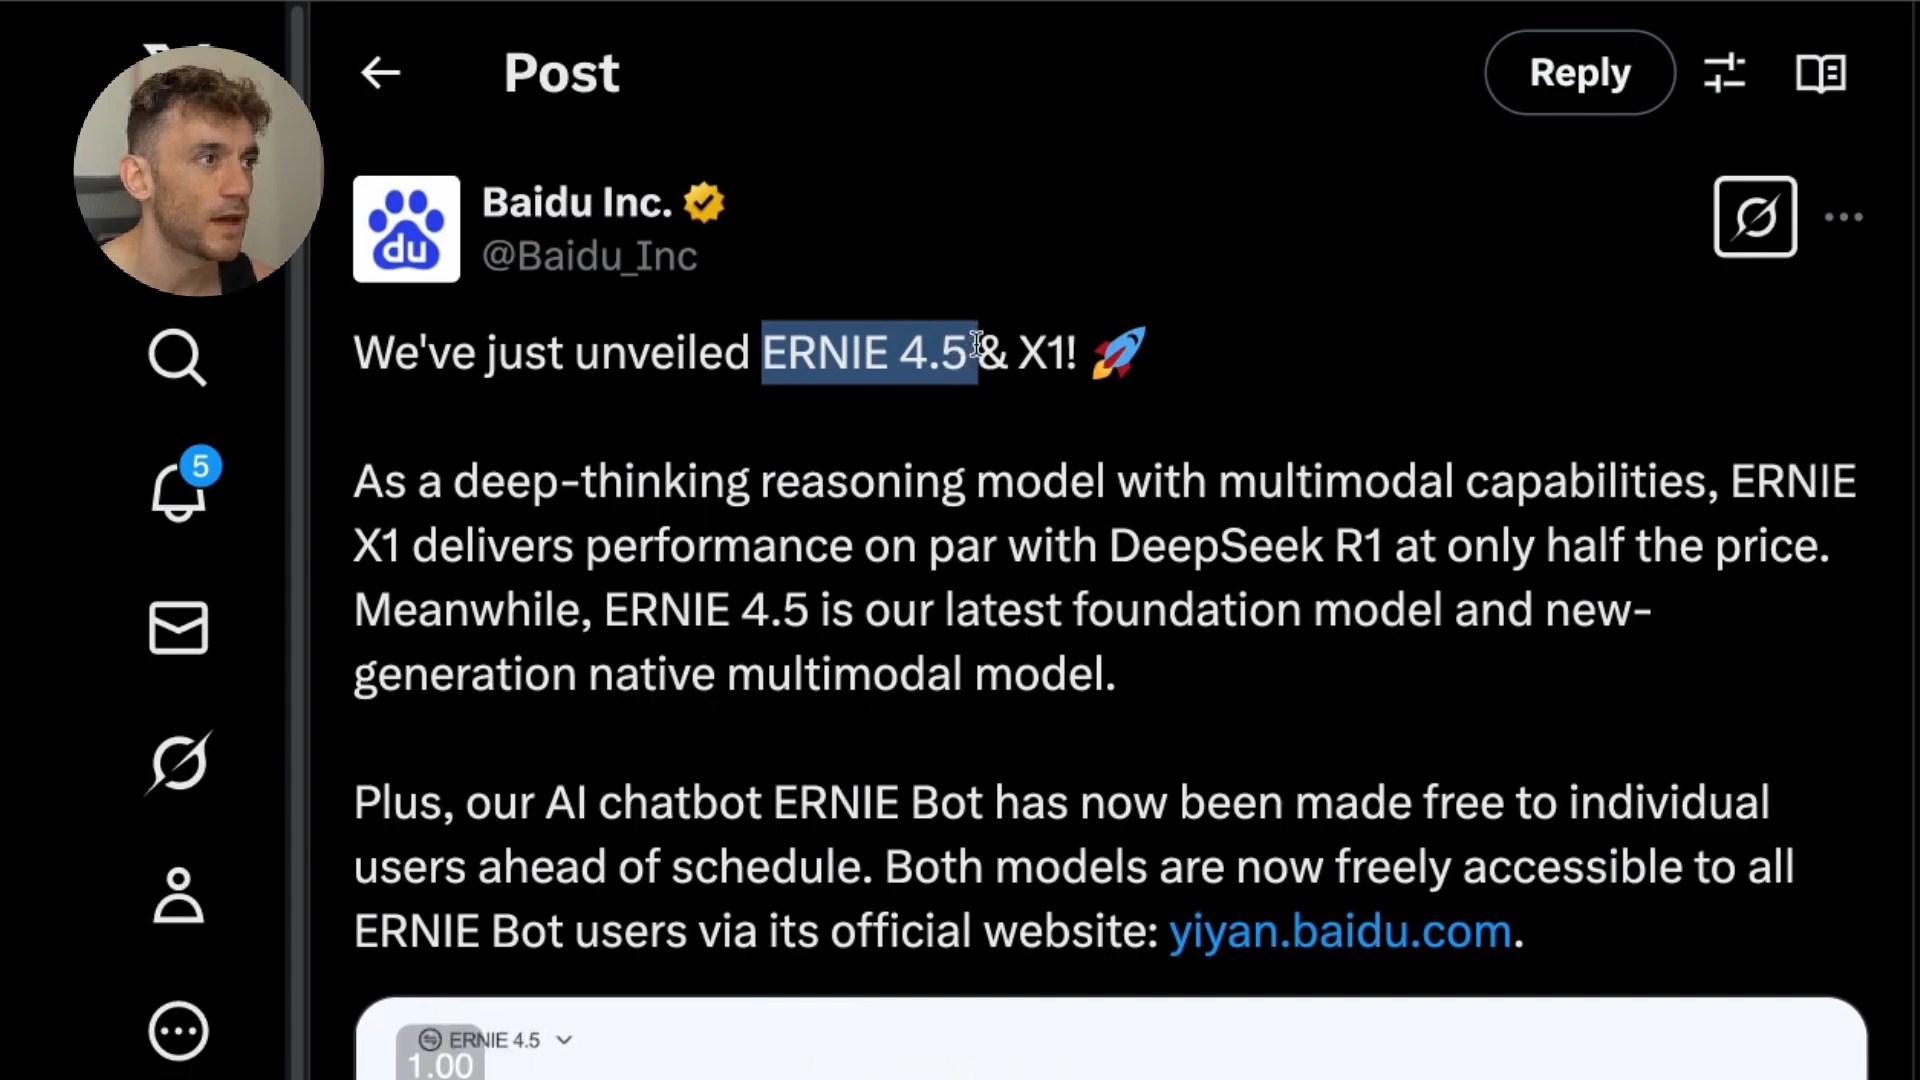 Post
Reply
Baidu Inc.
@Baidu_Inc
du
We've just unveiled ERNIE 4.5 & X1! 🚀
As a deep-thinking reasoning model with multimodal capabilities, ERNIE
X1 delivers performance on par with DeepSeek R1 at only half the price.
Meanwhile, ERNIE 4.5 is our latest foundation model and new-
generation native multimodal model.
Plus, our AI chatbot ERNIE Bot has now been made free to individual
users ahead of schedule. Both models are now freely accessible to all
ERNIE Bot users via its official website: yiyan.baidu.com.
5
ERNIE 4.5
1.00